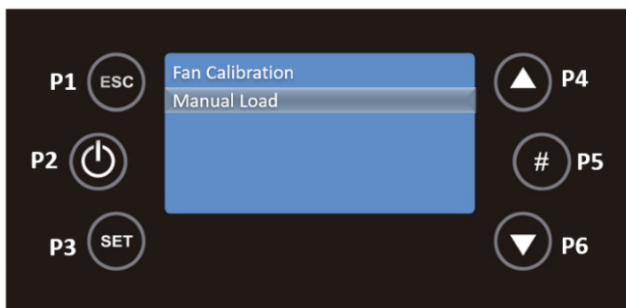 P1 ESC
Fan Calibration
P4
Manual Load
P2
# P5
P3 SET
P6